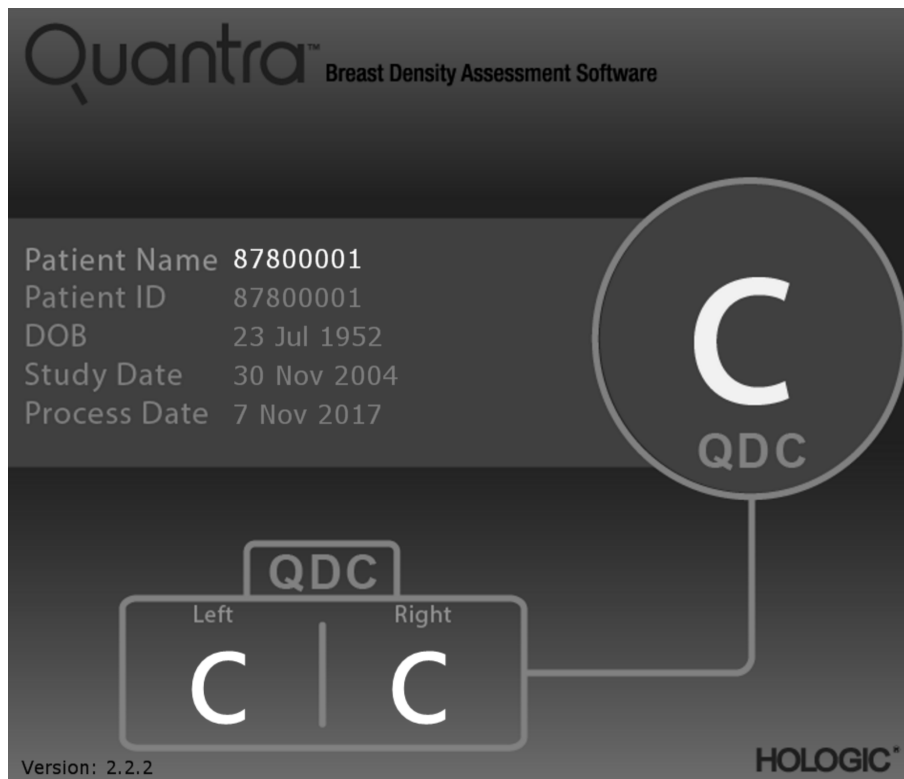 Quantra™ Breast Density Assessment Software
Patient Name 87800001
Patient ID 87800001
DOB 23 Jul 1952
Study Date 30 Nov 2004
Process Date 7 Nov 2017
C
QDC
QDC
Left Right
C C
Version: 2.2.2
HOLOGIC®